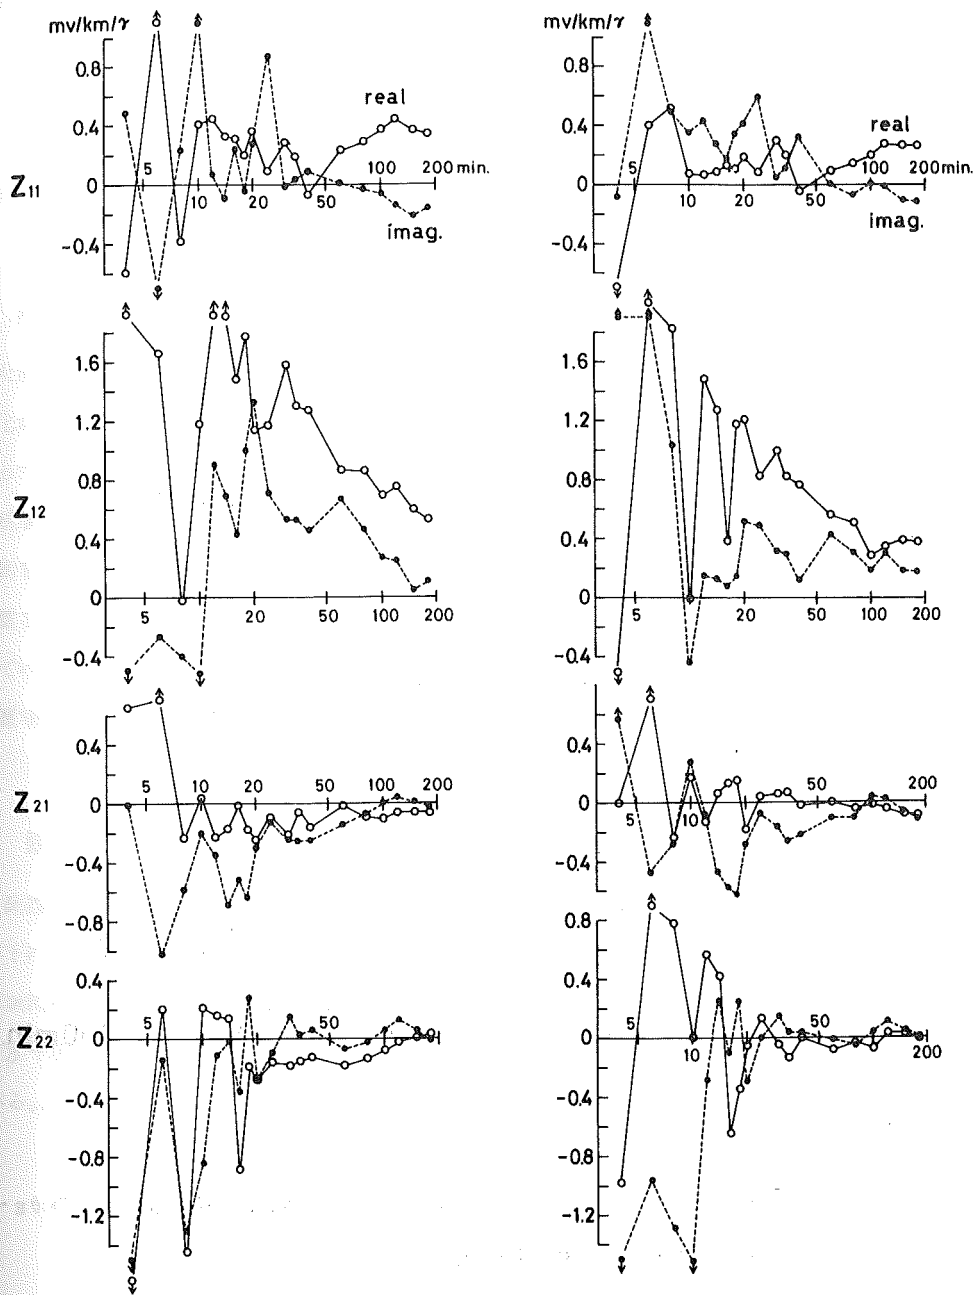 mv/km/γ mv/km/γ
0.8 0.8
real
0.4 0.4 real
5 100 200 min. 5 100 200 min.
Z11 0 0
10 20 50 10 20 50
imag. imag.
-0.4 -0.4
1.6 1.6
1.2 1.2
0.8 0.8
Z12
0.4 0.4
0 0
5 20 50 100 200 5 20 50 100 200
-0.4 -0.4
0.4 0.4
5 10 20 50 100 200 50 200
Z21 0 0
5 10
-0.4 -0.4
-0.8
0.8
0.4 0.4
5 50 5 50
Z22 0 0
10 200
-0.4 -0.4
-0.8 -0.8
-1.2 -1.2